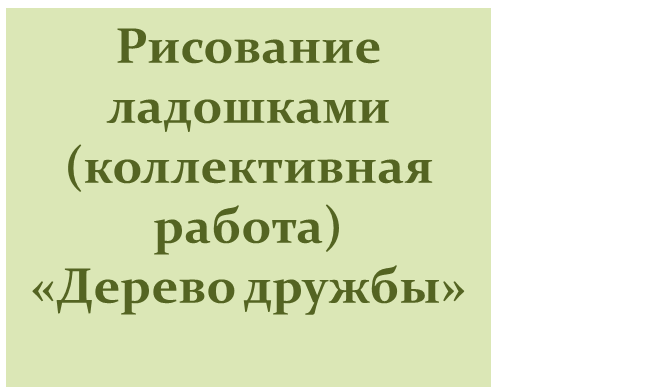 Рисование
ладошками
(коллективная
работа)
«Дерево дружбы»